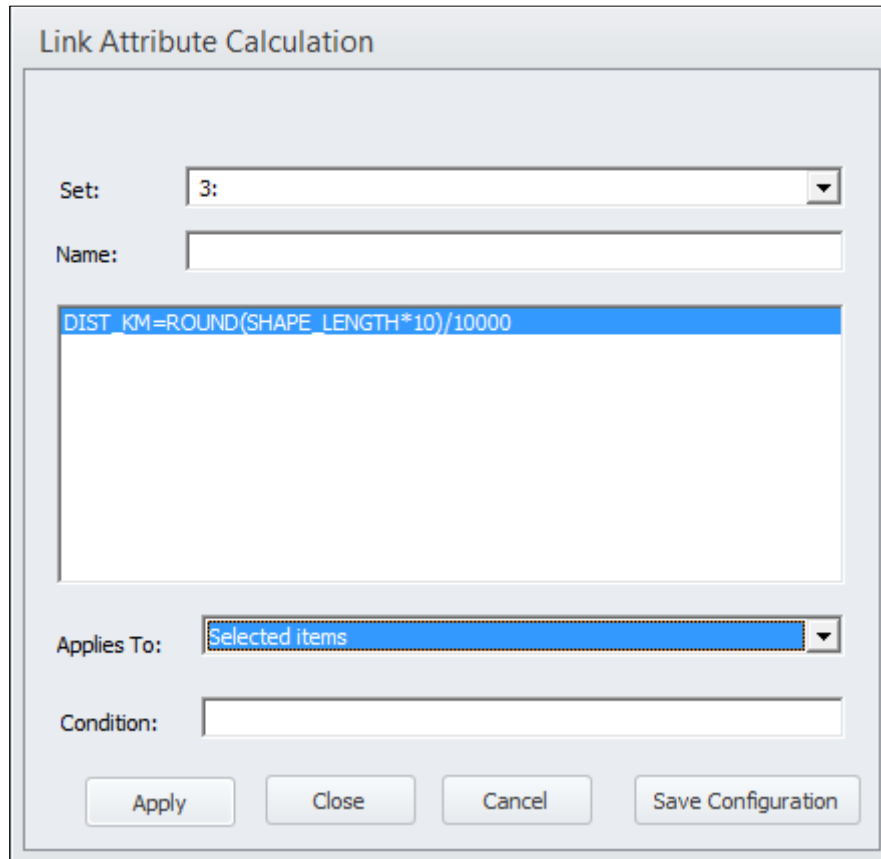 Link Attribute Calculation
Set: 3:
Name:
DIST_KM=ROUND(SHAPE_LENGTH*10)/10000
Applies To: Selected items
Condition:
Apply Close Cancel Save Configuration